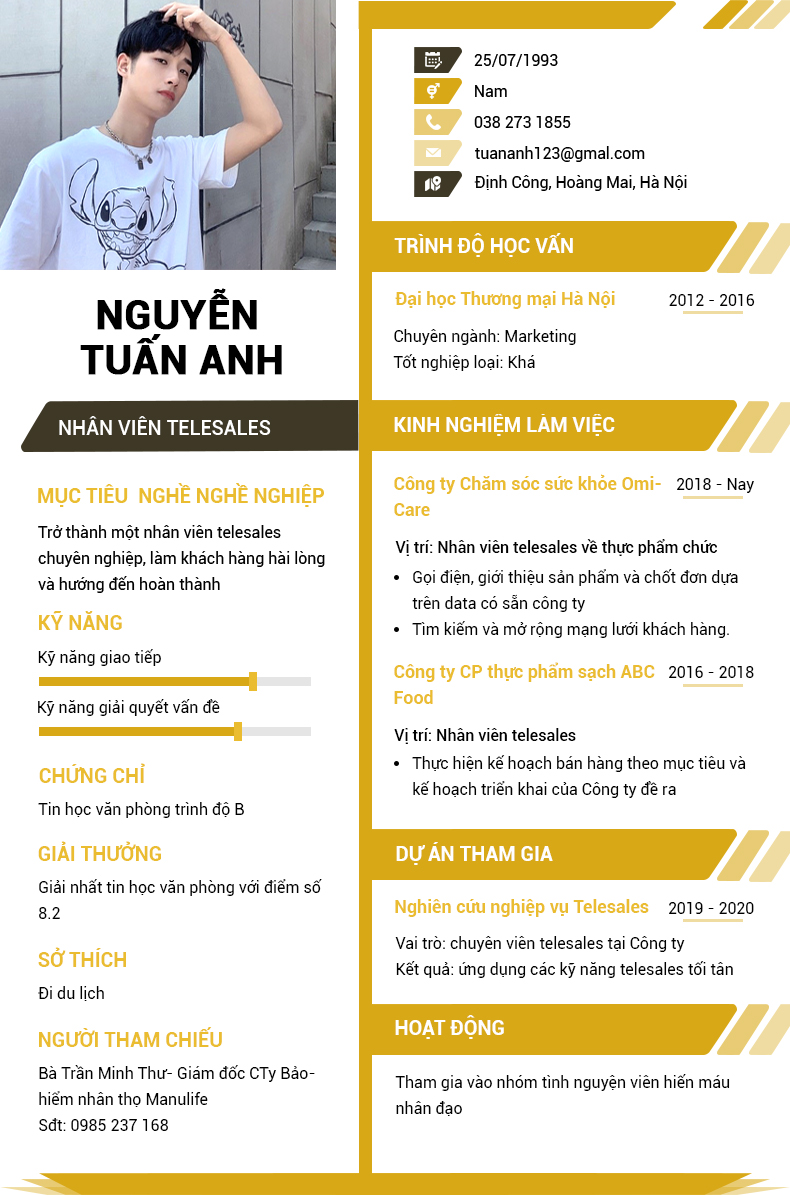 NGUYỄN
TUẤN ANH
NHÂN VIÊN TELESALES
MỤC TIÊU NGHỀ NGHỀ NGHIỆP
Trở thành một nhân viên telesales
chuyên nghiệp, làm khách hàng hài lòng
và hướng đến hoàn thành
KỸ NĂNG
Kỹ năng giao tiếp
Kỹ năng giải quyết vấn đề
CHỨNG CHỈ
Tin học văn phòng trình độ B
GIẢI THƯỞNG
Giải nhất tin học văn phòng với điểm số
8.2
SỞ THÍCH
Đi du lịch
NGƯỜI THAM CHIẾU
Bà Trần Minh Thư- Giám đốc CTy Bảo-
hiểm nhân thọ Manulife
Sđt: 0985 237 168
25/07/1993
Nam
038 273 1855
tuananh123@gmal.com
Định Công, Hoàng Mai, Hà Nội
TRÌNH ĐỘ HỌC VẤN
Đại học Thương mại Hà Nội 2012 - 2016
Chuyên ngành: Marketing
Tốt nghiệp loại: Khá
KINH NGHIỆM LÀM VIỆC
Công ty Chăm sóc sức khỏe Omi- 2018 - Nay
Care
Vị trí: Nhân viên telesales về thực phẩm chức
• Gọi điện, giới thiệu sản phẩm và chốt đơn dựa
trên data có sẵn công ty
• Tìm kiếm và mở rộng mạng lưới khách hàng.
Công ty CP thực phẩm sạch ABC 2016 - 2018
Food
Vị trí: Nhân viên telesales
• Thực hiện kế hoạch bán hàng theo mục tiêu và
kế hoạch triển khai của Công ty đề ra
DỰ ÁN THAM GIA
Nghiên cứu nghiệp vụ Telesales 2019 - 2020
Vai trò: chuyên viên telesales tại Công ty
Kết quả: ứng dụng các kỹ năng telesales tối tân
HOẠT ĐỘNG
Tham gia vào nhóm tình nguyện viên hiến máu
nhân đạo